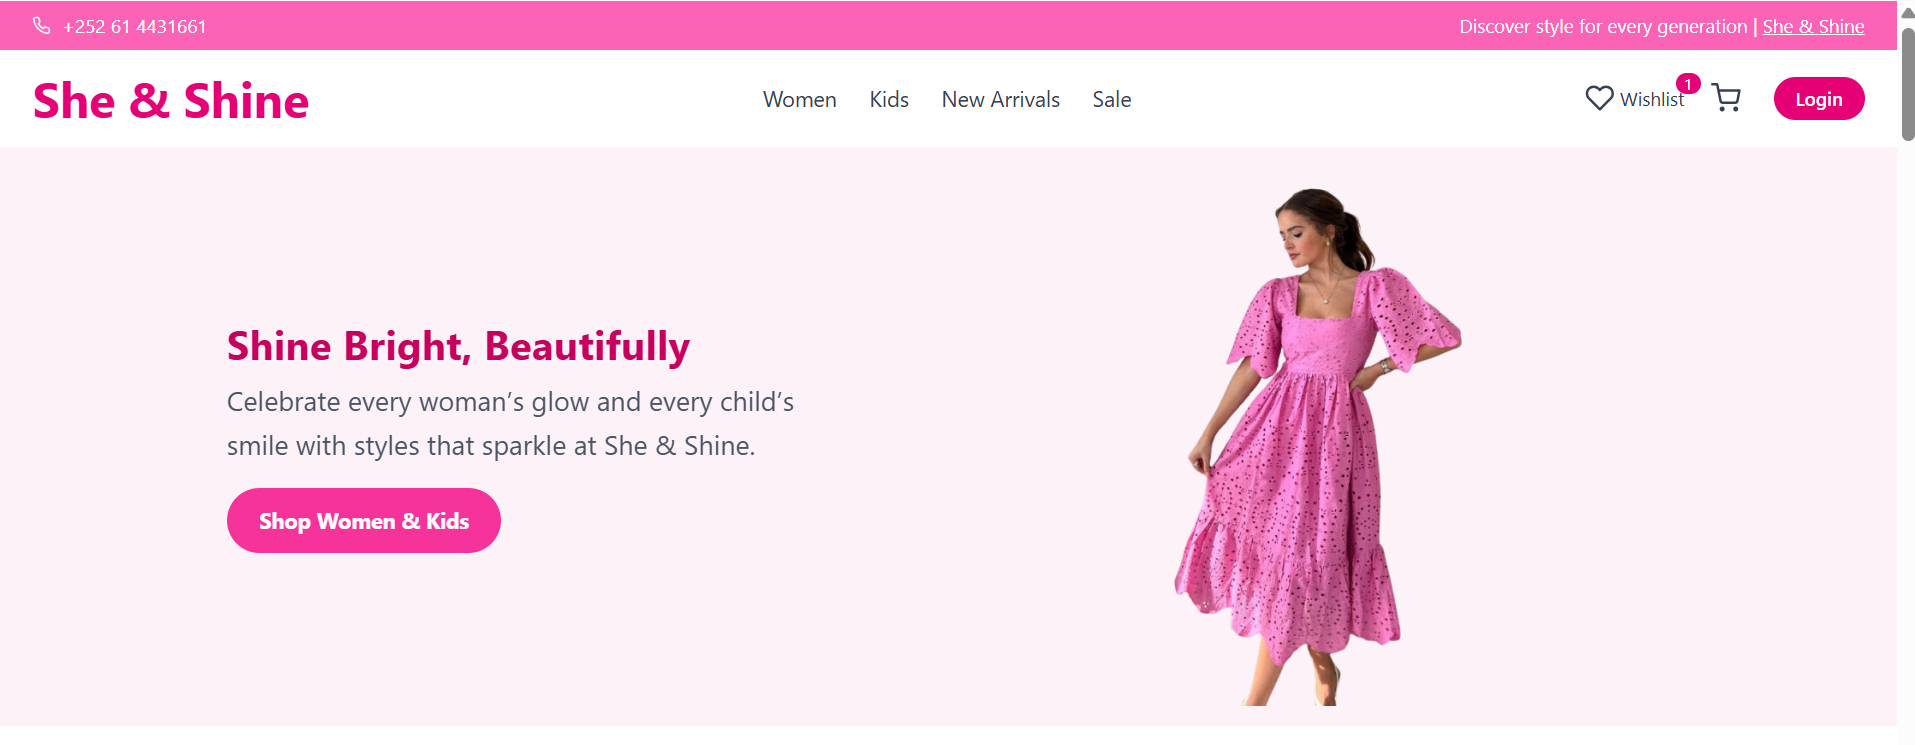 +252 61 4431661
Discover style for every generation | She & Shine
She & Shine
Women
Kids
New Arrivals
Sale
Wishlist
1
Login
Shine Bright, Beautifully
Celebrate every woman’s glow and every child’s
smile with styles that sparkle at She & Shine.
Shop Women & Kids